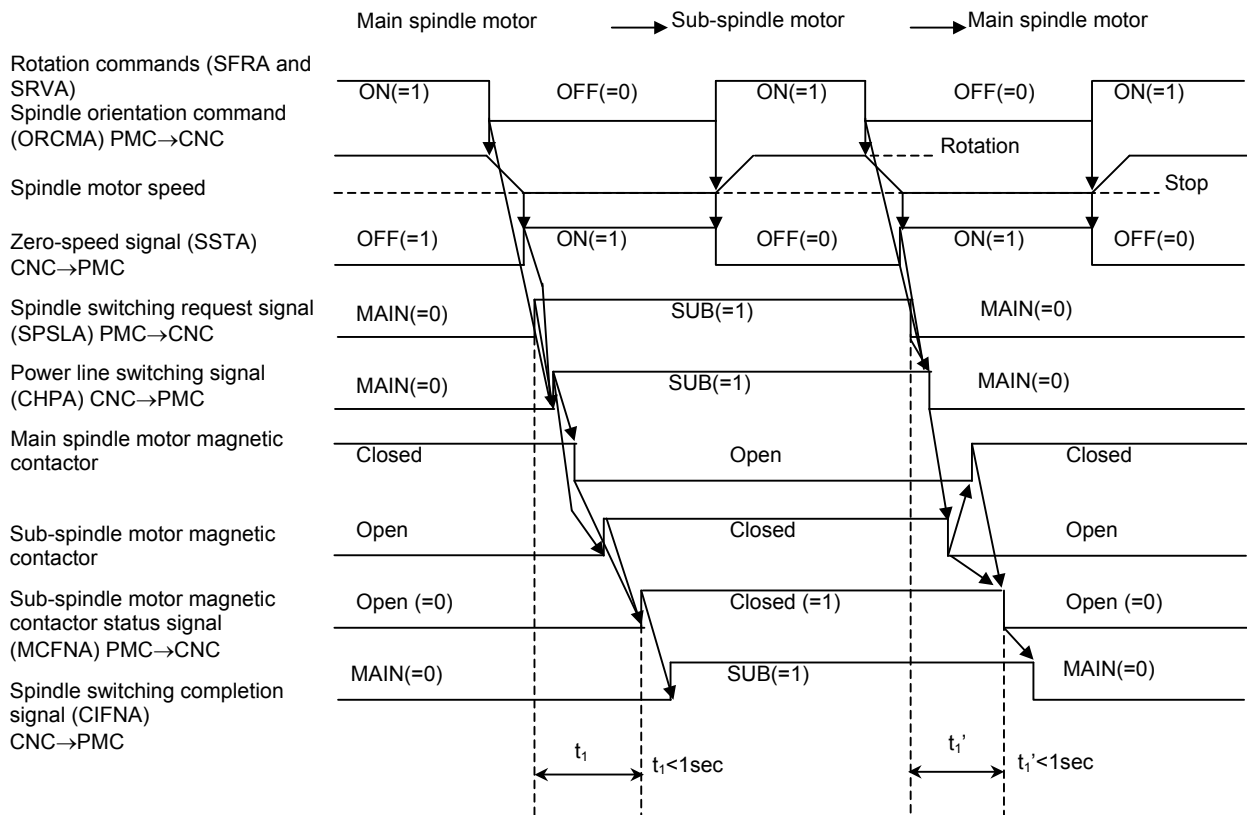 Main spindle motor Sub-spindle motor Main spindle motor
Rotation commands (SFRA and
SRVA)
ON(=1) OFF(=0) ON(=1) OFF(=0) ON(=1)
Spindle orientation command
(ORCMA) PMC→CNC
Rotation
Spindle motor speed
Stop
Zero-speed signal (SSTA)
CNC→PMC
OFF(=1) ON(=1) OFF(=0) ON(=1) OFF(=0)
Spindle switching request signal
(SPSLA) PMC→CNC
MAIN(=0) SUB(=1) MAIN(=0)
Power line switching signal
(CHPA) CNC→PMC
MAIN(=0) SUB(=1) MAIN(=0)
Main spindle motor magnetic
contactor
Closed Open Closed
Sub-spindle motor magnetic
contactor
Open Closed Open
Sub-spindle motor magnetic
contactor status signal
(MCFNA) PMC→CNC
Open (=0) Closed (=1) Open (=0)
Spindle switching completion
signal (CIFNA)
CNC→PMC
MAIN(=0) SUB(=1) MAIN(=0)
t₁ t₁<1sec t₁’ t₁’<1sec